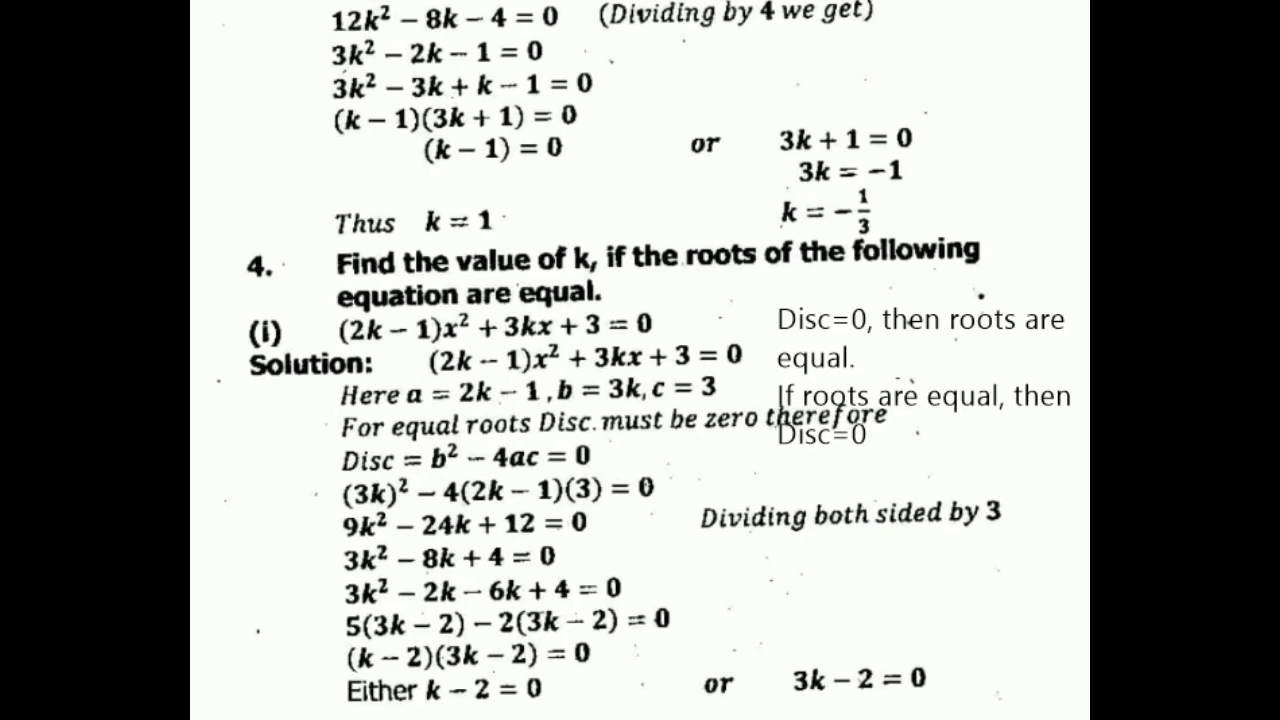 12k² − 8k − 4 = 0 (Dividing by 4 we get)
3k² − 2k − 1 = 0
3k² − 3k + k − 1 = 0
(k − 1)(3k + 1) = 0
(k − 1) = 0 or 3k + 1 = 0
3k = −1
Thus k = 1 k = −1/3
4. Find the value of k, if the roots of the following
equation are equal.
(i) (2k − 1)x² + 3kx + 3 = 0
Solution: (2k − 1)x² + 3kx + 3 = 0
Here a = 2k − 1, b = 3k, c = 3
For equal roots Disc. must be zero therefore
Disc = b² − 4ac = 0
(3k)² − 4(2k − 1)(3) = 0
9k² − 24k + 12 = 0 Dividing both sided by 3
3k² − 8k + 4 = 0
3k² − 2k − 6k + 4 = 0
5(3k − 2) − 2(3k − 2) = 0
(k − 2)(3k − 2) = 0
Either k − 2 = 0 or 3k − 2 = 0
Disc=0, then roots are
equal.
If roots are equal, then
Disc=0